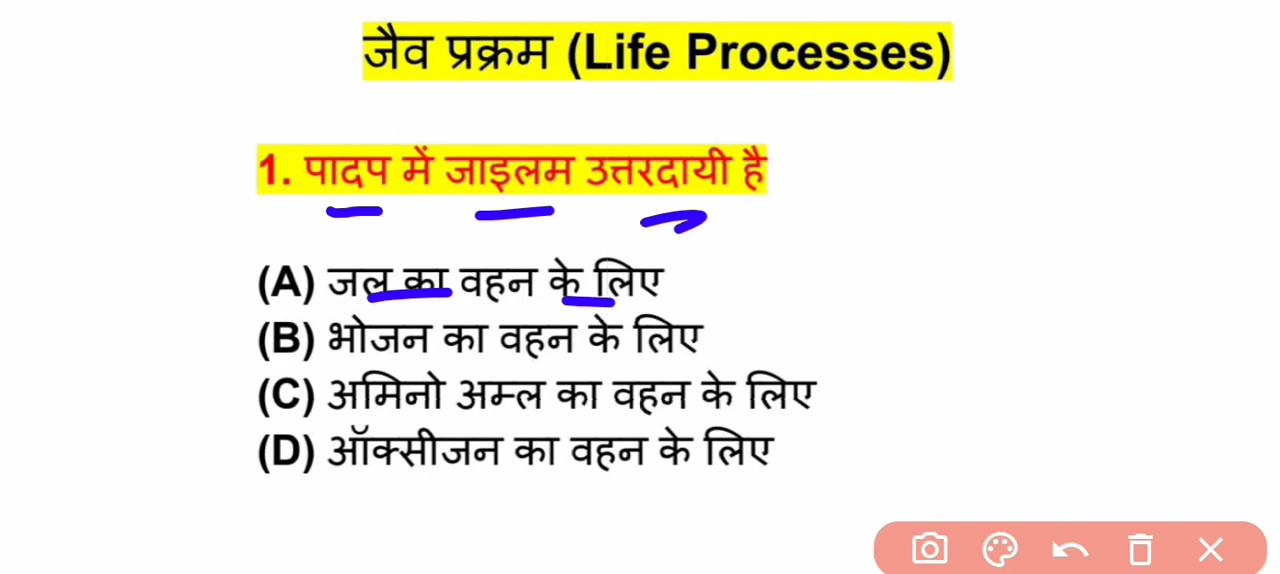 जैव प्रक्रम (Life Processes)
1. पादप में जाइलम उत्तरदायी है
(A) जल का वहन के लिए
(B) भोजन का वहन के लिए
(C) अमिनो अम्ल का वहन के लिए
(D) ऑक्सीजन का वहन के लिए